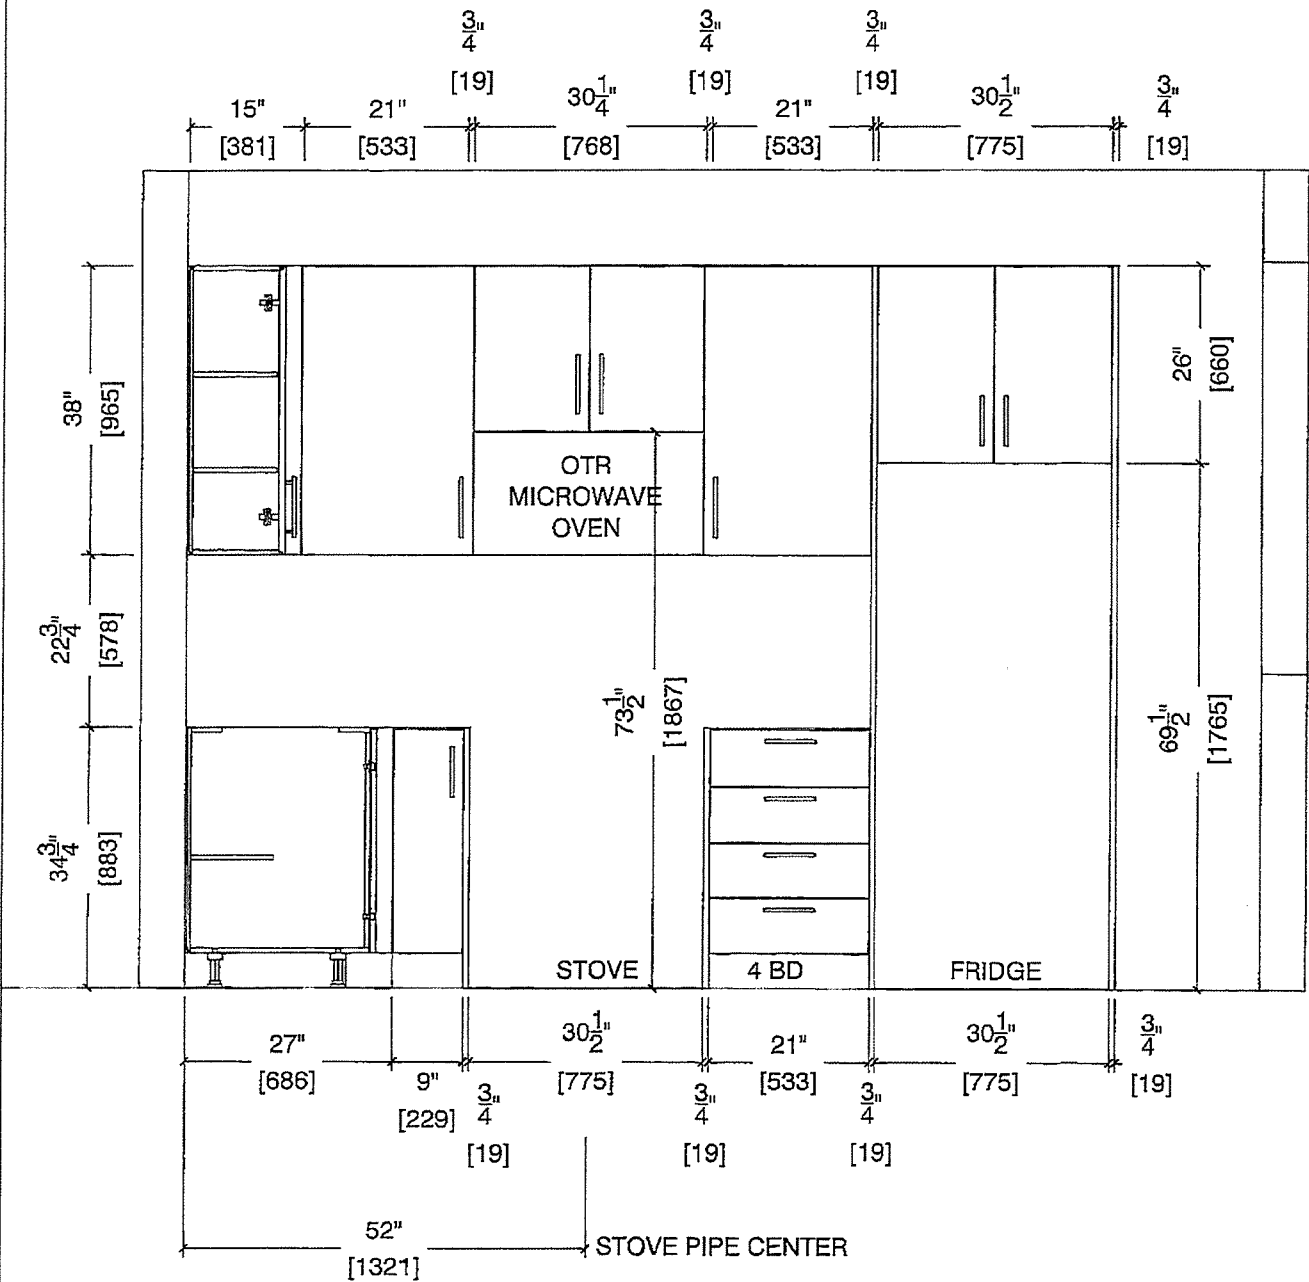 3/4" 3/4" 3/4"
[19] [19] [19]
15" 21" 30 1/4" 21" 30 1/2" 3/4"
[381] [533] [768] [533] [775] [19]
38"
[965]
26"
[660]
OTR
MICROWAVE
OVEN
22 3/4"
[578]
73 1/2"
[1867]
69 1/2"
[1765]
34 3/4"
[883]
STOVE 4 BD FRIDGE
27" 30 1/2" 21" 30 1/2" 3/4"
[686] 9" [775] [533] [775] [19]
[229] 3/4" 3/4" 3/4"
[19] [19] [19]
52"
[1321]
STOVE PIPE CENTER